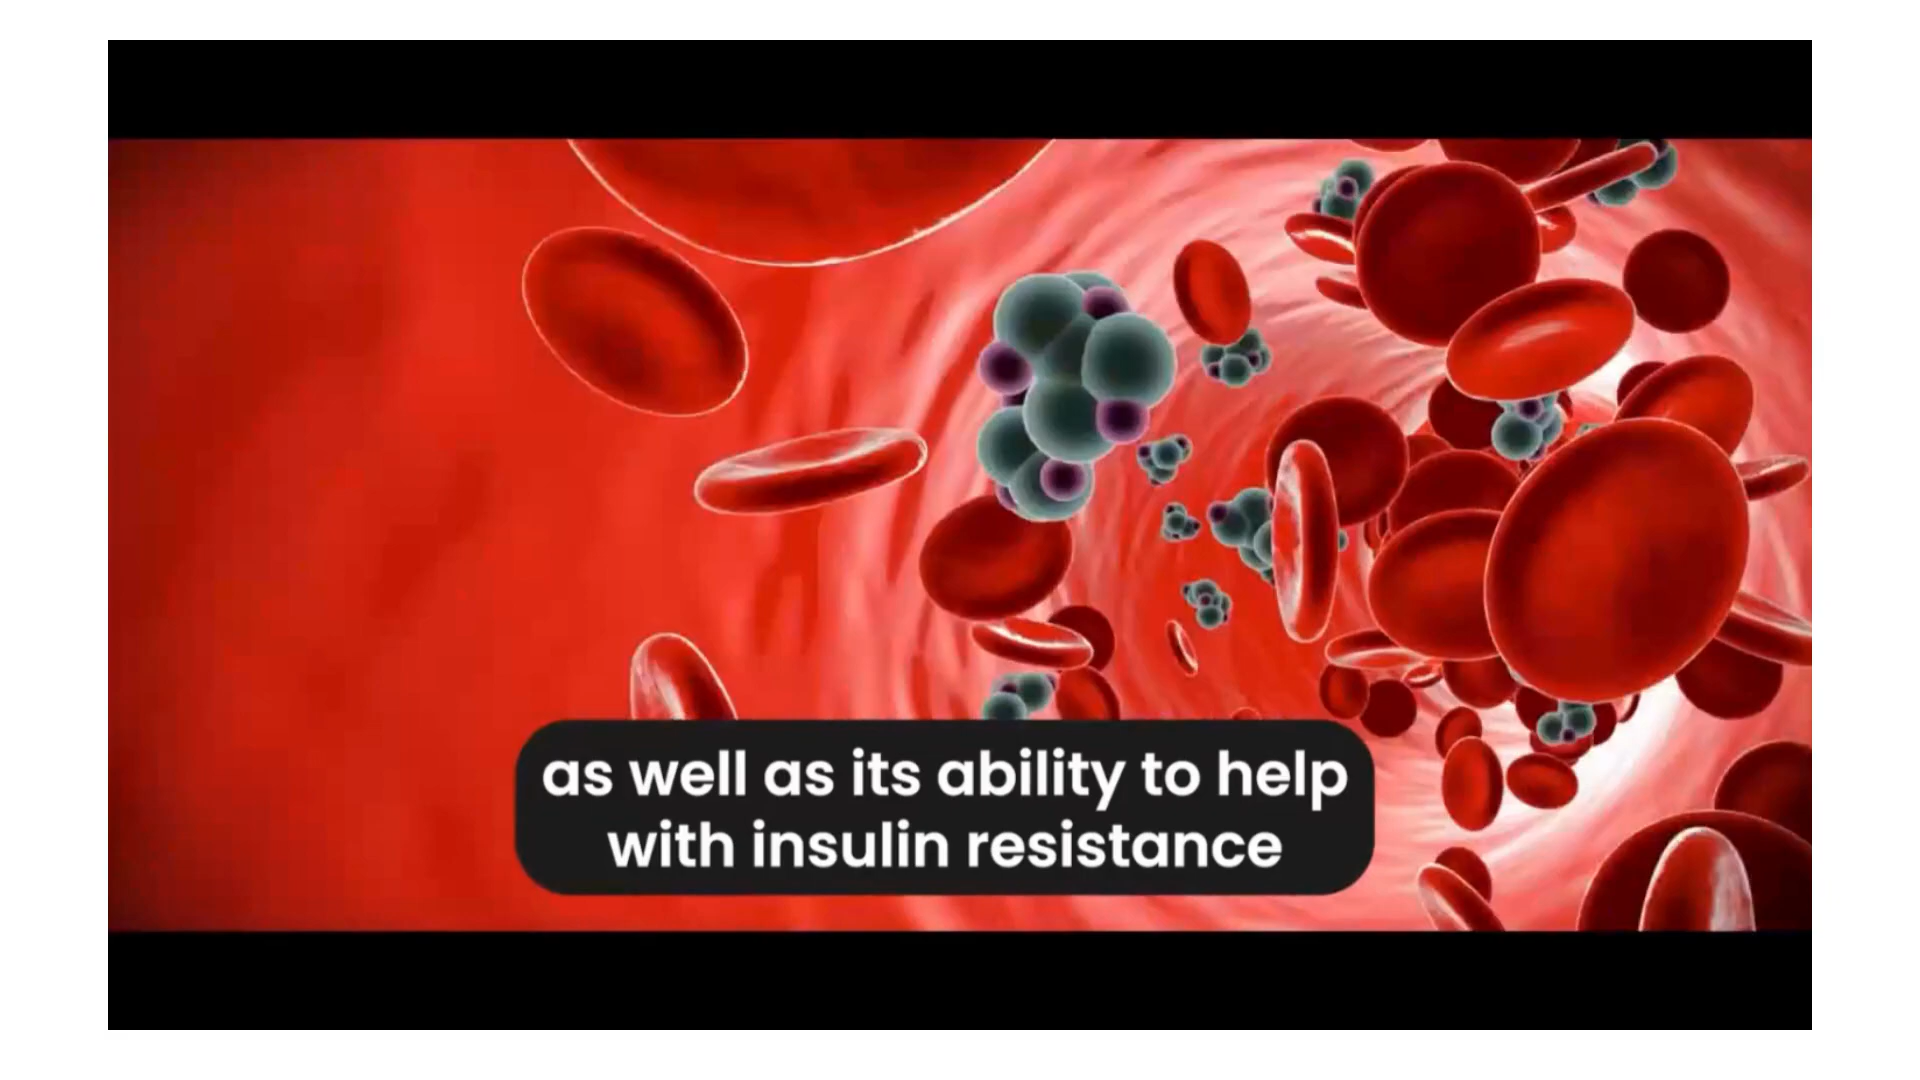 as well as its ability to help
with insulin resistance